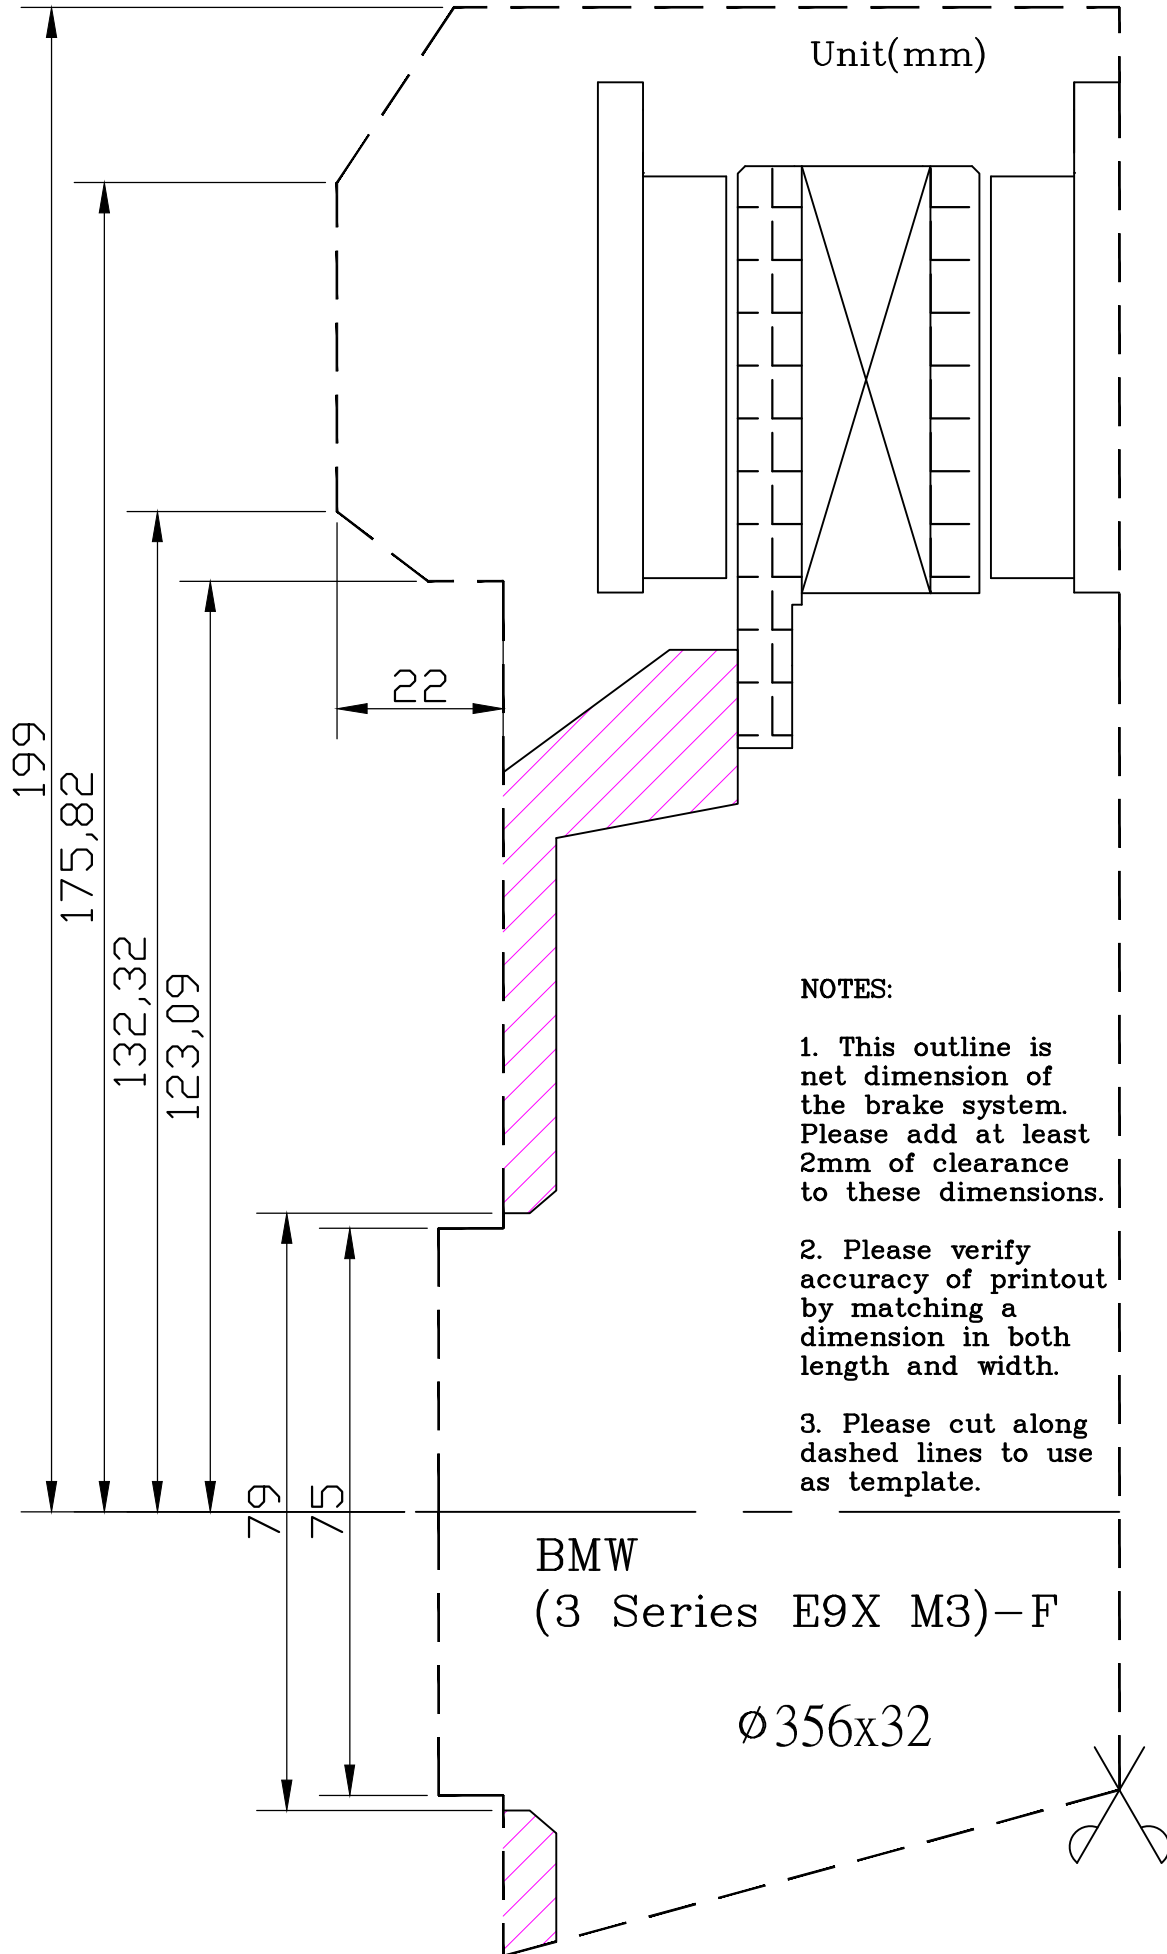 Unit(mm)
22
199
175,82
132,32
123,09
NOTES:
1. This outline is
net dimension of
the brake system.
Please add at least
2mm of clearance
to these dimensions.
2. Please verify
accuracy of printout
by matching a
dimension in both
length and width.
3. Please cut along
dashed lines to use
as template.
79
75
BMW
(3 Series E9X M3)-F
Ø356x32